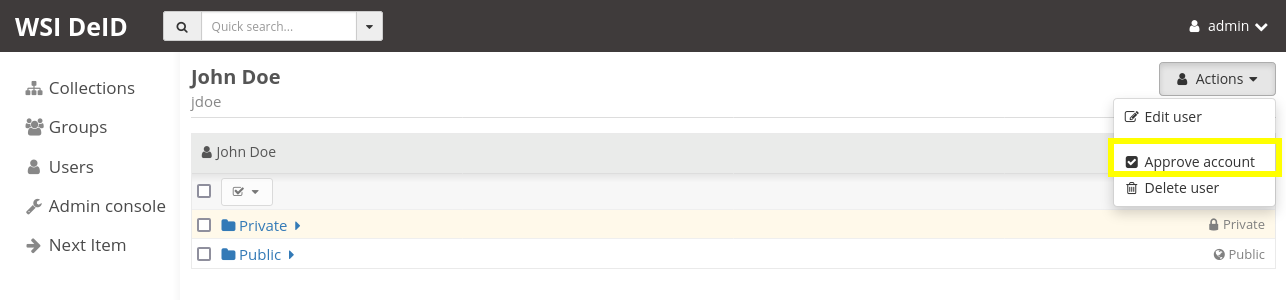 WSI DeID
Quick search...
admin
Collections
Groups
Users
Admin console
Next Item
John Doe
jdoe
Actions
Edit user
Approve account
Delete user
John Doe
Private
Private
Public
Public